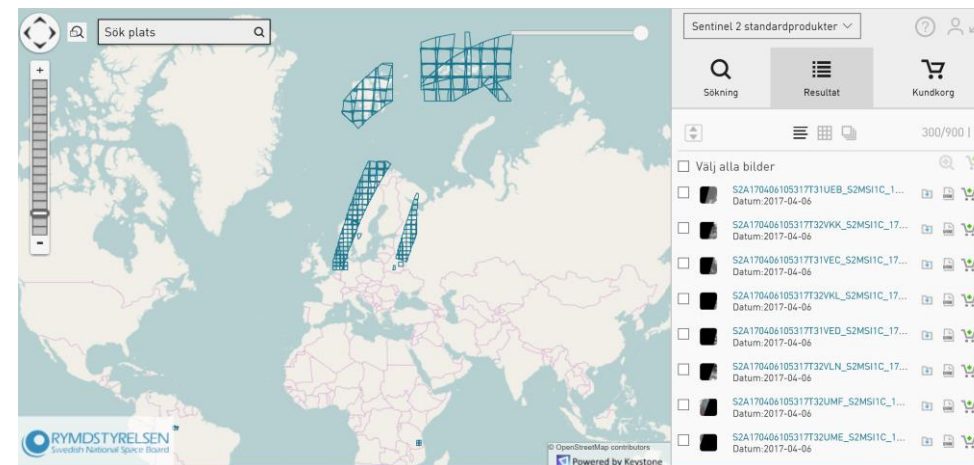 Sök plats
+
-
RYMDSTYRELSEN
Swedish National Space Board
© OpenStreetMap contributors
Powered by Keystone
Sentinel 2 standardprodukter
Sökning
Resultat
Kundkorg
300/900 |
Välj alla bilder
S2A170406105317T31UEB_S2MSI1C_1...
Datum:2017-04-06
S2A170406105317T32VKK_S2MSI1C_17...
Datum:2017-04-06
S2A170406105317T31VEC_S2MSI1C_17...
Datum:2017-04-06
S2A170406105317T32VKL_S2MSI1C_17...
Datum:2017-04-06
S2A170406105317T31VED_S2MSI1C_17...
Datum:2017-04-06
S2A170406105317T32VLN_S2MSI1C_17...
Datum:2017-04-06
S2A170406105317T32UMF_S2MSI1C_1...
Datum:2017-04-06
S2A170406105317T32UME_S2MSI1C_1...
Datum:2017-04-06